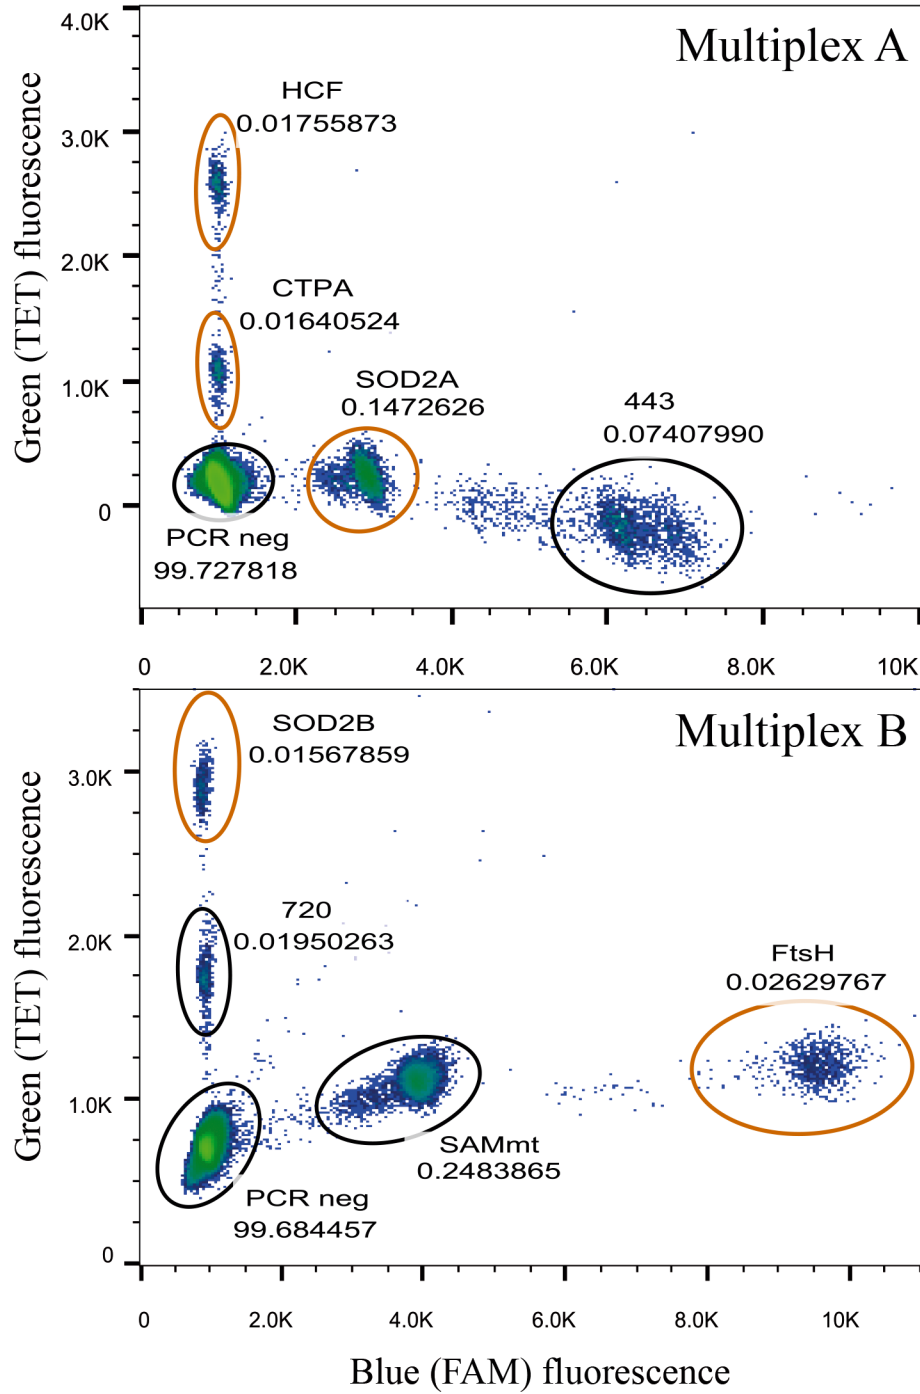 Multiplex A
4.0K
3.0K
2.0K
1.0K
0
Green (TET) fluorescence
HCF
0.01755873
CTPA
0.01640524
SOD2A
0.1472626
443
0.07407990
PCR neg
99.727818
0 2.0K 4.0K 6.0K 8.0K 10K
Multiplex B
3.0K
2.0K
1.0K
0
Green (TET) fluorescence
SOD2B
0.01567859
720
0.01950263
FtsH
0.02629767
SAMmt
0.2483865
PCR neg
99.684457
0 2.0K 4.0K 6.0K 8.0K 10K
Blue (FAM) fluorescence